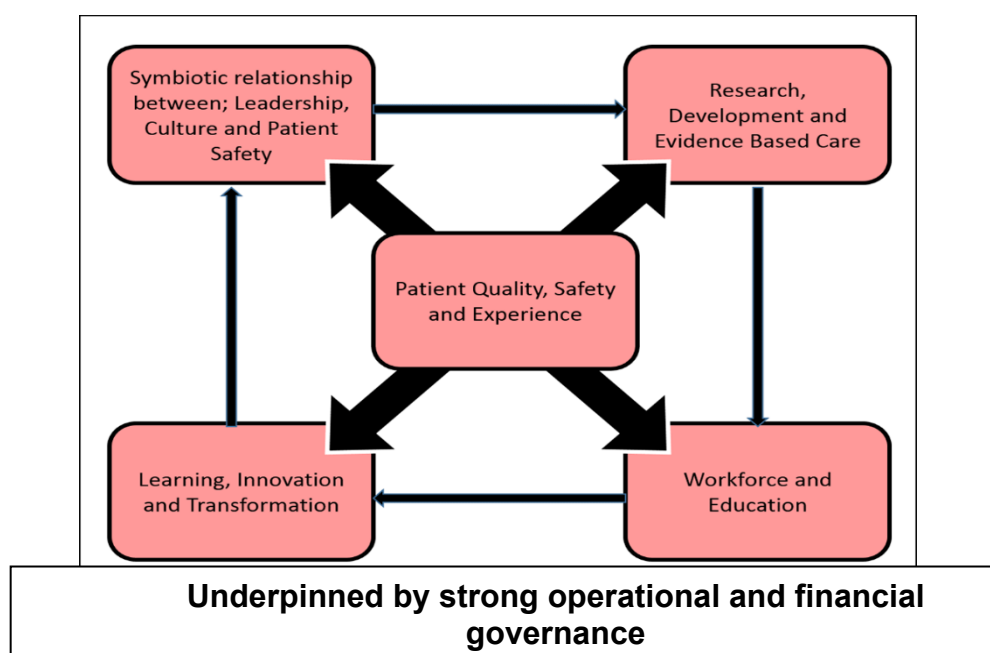 Symbiotic relationship
between; Leadership,
Culture and Patient
Safety
Research,
Development and
Evidence Based Care
Patient Quality, Safety
and Experience
Learning, Innovation
and Transformation
Workforce and
Education
Underpinned by strong operational and financial
governance